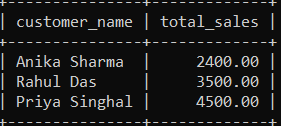 +----------------+-------------+
| customer_name | total_sales |
+----------------+-------------+
| Anika Sharma | 2400.00 |
| Rahul Das | 3500.00 |
| Priya Singhal | 4500.00 |
+----------------+-------------+